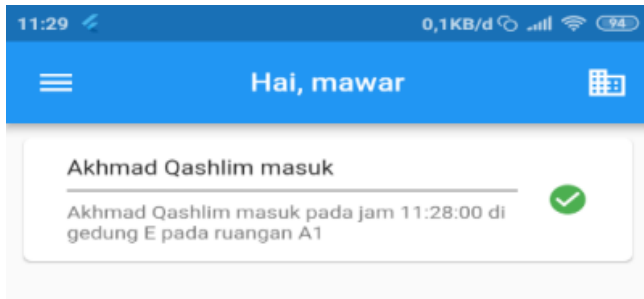 11:29 0,1KB/d 94
Hai, mawar
Akhmad Qashlim masuk
Akhmad Qashlim masuk pada jam 11:28:00 di
gedung E pada ruangan A1